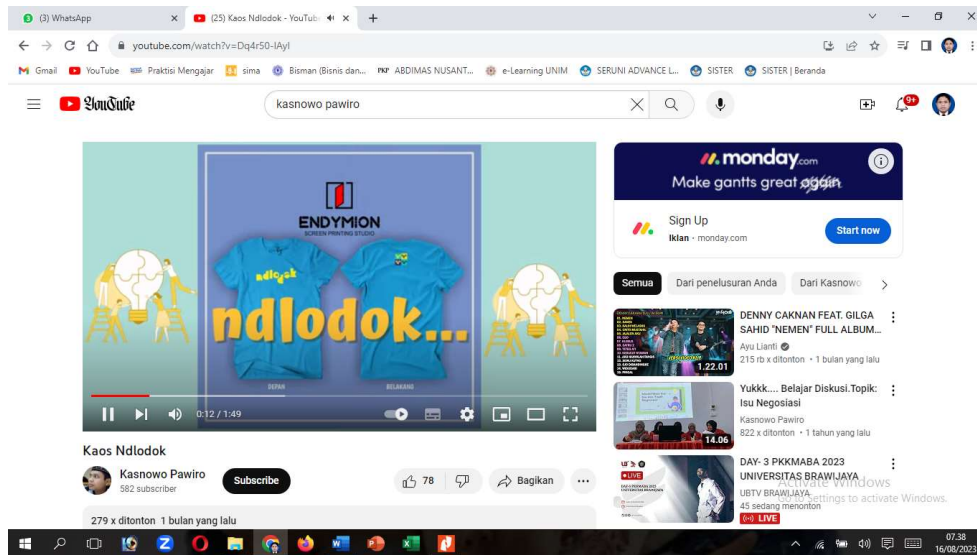 (3) WhatsApp
(25) Kaos Ndlodok - YouTub
youtube.com/watch?v=Dq4r50-IAyI
Gmail YouTube Praktisi Mengajar sima Bisman (Bisnis dan... PKP ABDIMAS NUSANT... e-Learning UNIM SERUNI ADVANCE L... SISTER SISTER | Beranda
YouTube
kasnowo pawiro
9+
ENDYMION
SCREEN PRINTING STUDIO
ndlodok
ndlodok...
DEPAN BELAKANG
0:12 / 1:49
Kaos Ndlodok
Kasnowo Pawiro
582 subscriber
Subscribe
78
Bagikan
279 x ditonton 1 bulan yang lalu
monday.com
Make gantts great again
Sign Up
Iklan · monday.com
Start now
Semua Dari penelusuran Anda Dari Kasnowo
DENNY CAKNAN FEAT. GILGA
SAHID "NEMEN" FULL ALBUM...
Ayu Lianti
215 rb x ditonton · 1 bulan yang lalu
1.22.01
Yukkk.... Belajar Diskusi.Topik:
Isu Negosiasi
Kasnowo Pawiro
822 x ditonton · 1 tahun yang lalu
14.06
DAY- 3 PKKMABA 2023
UNIVERSITAS BRAWIJAYA
UBTV BRAWIJAYA
45 sedang menonton
LIVE
LIVE
Activate Windows
Go to Settings to activate Windows.
07.38
16/08/2023